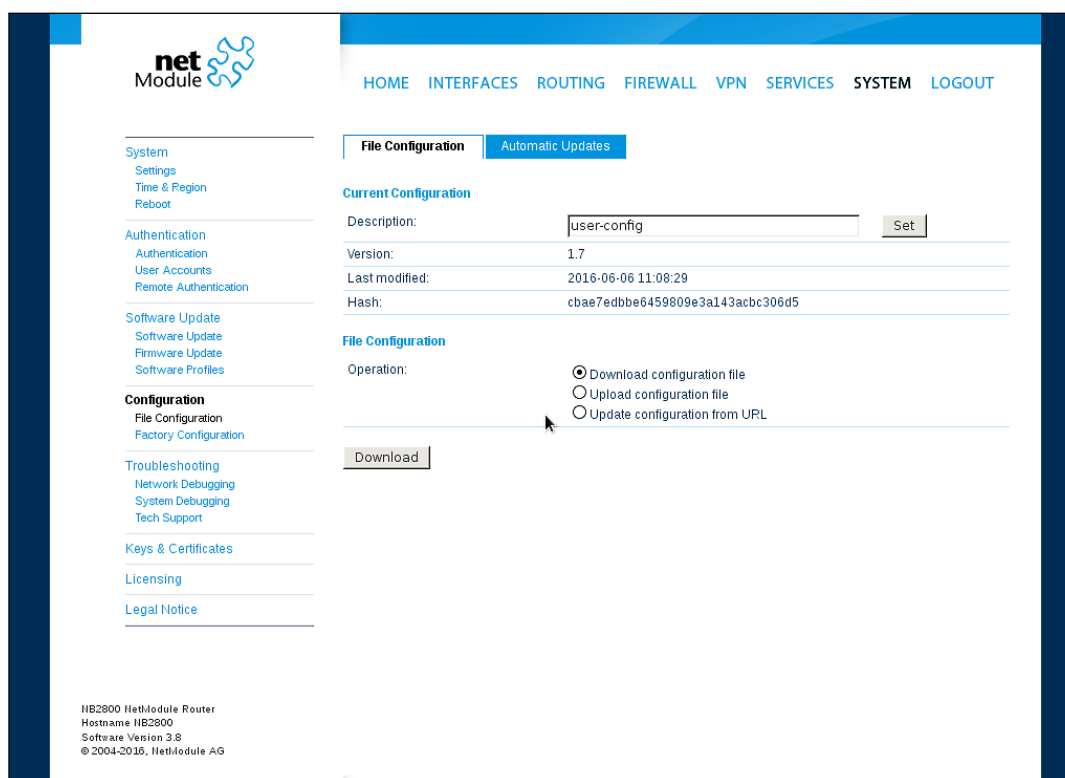 net
Module
HOME INTERFACES ROUTING FIREWALL VPN SERVICES SYSTEM LOGOUT
System
Settings
Time & Region
Reboot
Authentication
Authentication
User Accounts
Remote Authentication
Software Update
Software Update
Firmware Update
Software Profiles
Configuration
File Configuration
Factory Configuration
Troubleshooting
Network Debugging
System Debugging
Tech Support
Keys & Certificates
Licensing
Legal Notice
File Configuration Automatic Updates
Current Configuration
Description: user-config Set
Version: 1.7
Last modified: 2016-06-06 11:08:29
Hash: cbae7edbbe6459809e3a143acbc306d5
File Configuration
Operation: Download configuration file
Upload configuration file
Update configuration from URL
Download
NB2800 NetModule Router
Hostname NB2800
Software Version 3.8
© 2004-2016, NetModule AG